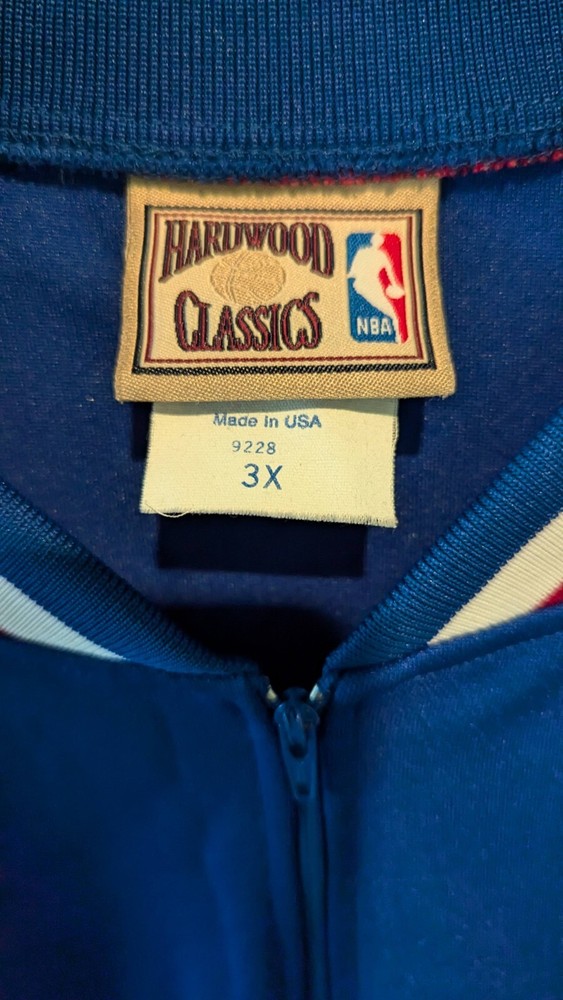 HARDWOOD
CLASSICS
NBA
Made in USA
9228
3X